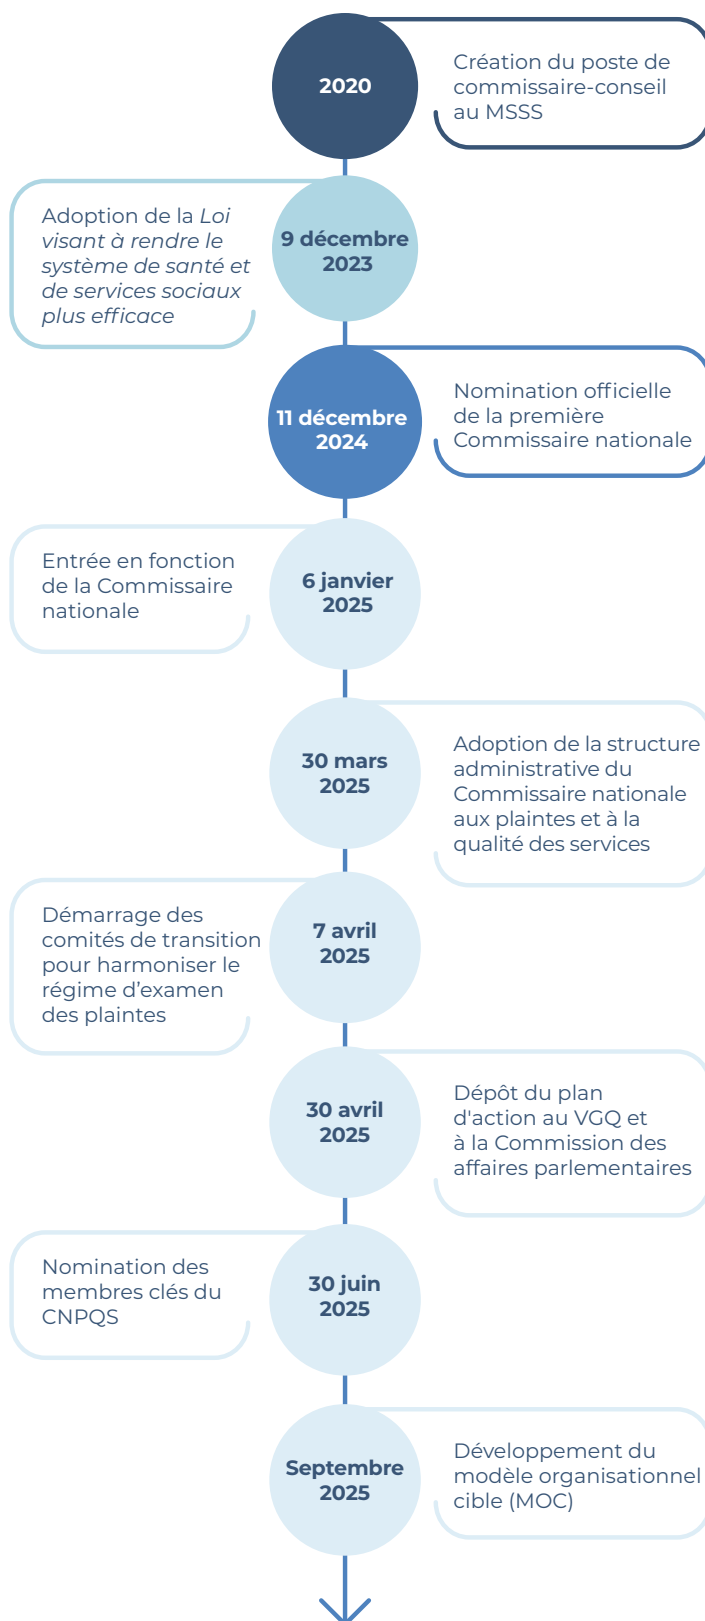 2020
Création du poste de
commissaire-conseil
au MSSS
9 décembre
2023
Adoption de la Loi
visant à rendre le
système de santé et
de services sociaux
plus efficace
11 décembre
2024
Nomination officielle
de la première
Commissaire nationale
6 janvier
2025
Entrée en fonction
de la Commissaire
nationale
30 mars
2025
Adoption de la structure
administrative du
Commissaire nationale
aux plaintes et à la
qualité des services
7 avril
2025
Démarrage des
comités de transition
pour harmoniser le
régime d’examen
des plaintes
30 avril
2025
Dépôt du plan
d'action au VGQ et
à la Commission des
affaires parlementaires
30 juin
2025
Nomination des
membres clés du
CNPQS
Septembre
2025
Développement du
modèle organisationnel
cible (MOC)